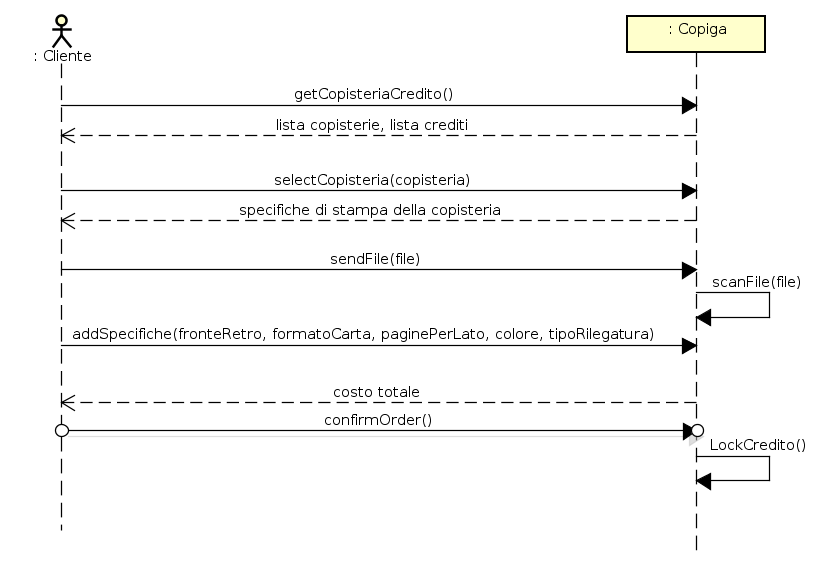 : Cliente
: Copiga
getCopisteriaCredito()
lista copisterie, lista crediti
selectCopisteria(copisteria)
specifiche di stampa della copisteria
sendFile(file)
scanFile(file)
addSpecifiche(fronteRetro, formatoCarta, paginePerLato, colore, tipoRilegatura)
costo totale
confirmOrder()
LockCredito()